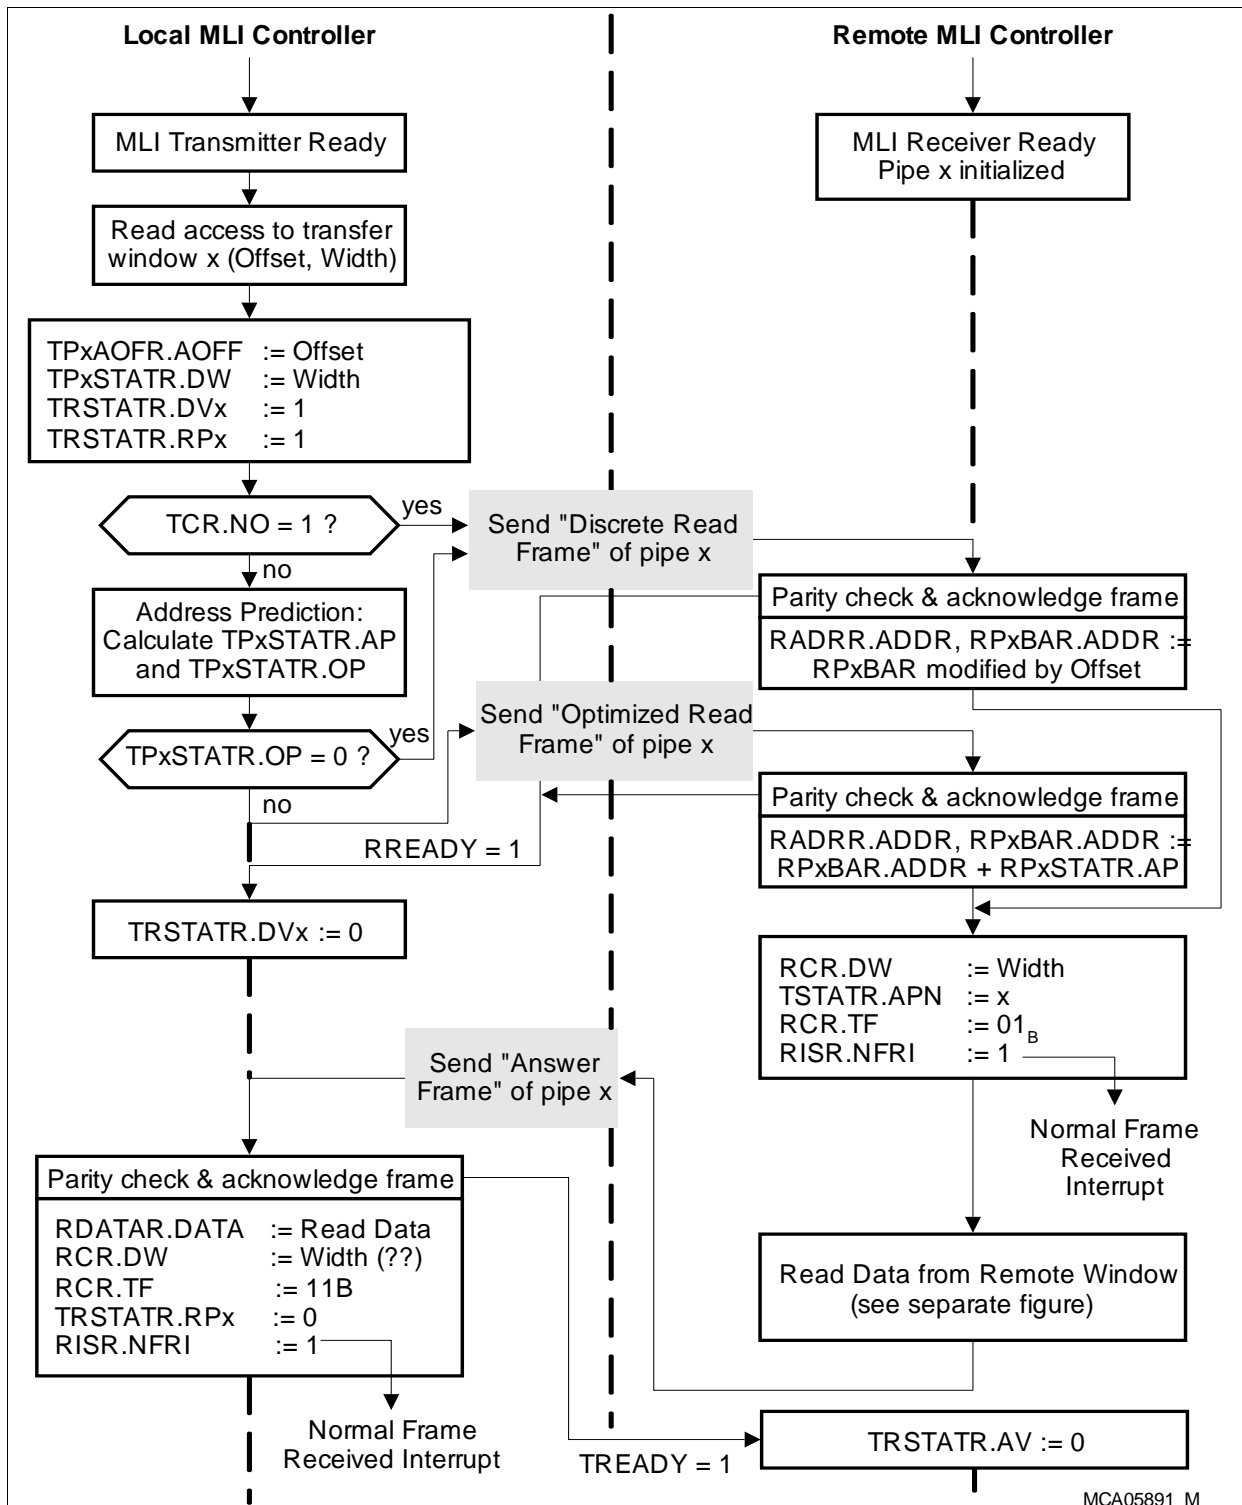 Local MLI Controller
Remote MLI Controller
MLI Transmitter Ready
MLI Receiver Ready
Pipe x initialized
Read access to transfer
window x (Offset, Width)
TPxAOFR.AOFF := Offset
TPxSTATR.DW := Width
TRSTATR.DVx := 1
TRSTATR.RPx := 1
TCR.NO = 1 ?
yes
no
Send "Discrete Read
Frame" of pipe x
Address Prediction:
Calculate TPxSTATR.AP
and TPxSTATR.OP
Parity check & acknowledge frame
RADRR.ADDR, RPxBAR.ADDR :=
RPxBAR modified by Offset
TPxSTATR.OP = 0 ?
yes
no
Send "Optimized Read
Frame" of pipe x
Parity check & acknowledge frame
RADRR.ADDR, RPxBAR.ADDR :=
RPxBAR.ADDR + RPxSTATR.AP
RREADY = 1
TRSTATR.DVx := 0
RCR.DW := Width
TSTATR.APN := x
RCR.TF := 01B
RISR.NFRI := 1
Normal Frame
Received
Interrupt
Send "Answer
Frame" of pipe x
Parity check & acknowledge frame
RDATAR.DATA := Read Data
RCR.DW := Width (??)
RCR.TF := 11B
TRSTATR.RPx := 0
RISR.NFRI := 1
Normal Frame
Received Interrupt
Read Data from Remote Window
(see separate figure)
TREADY = 1
TRSTATR.AV := 0
MCA05891_M